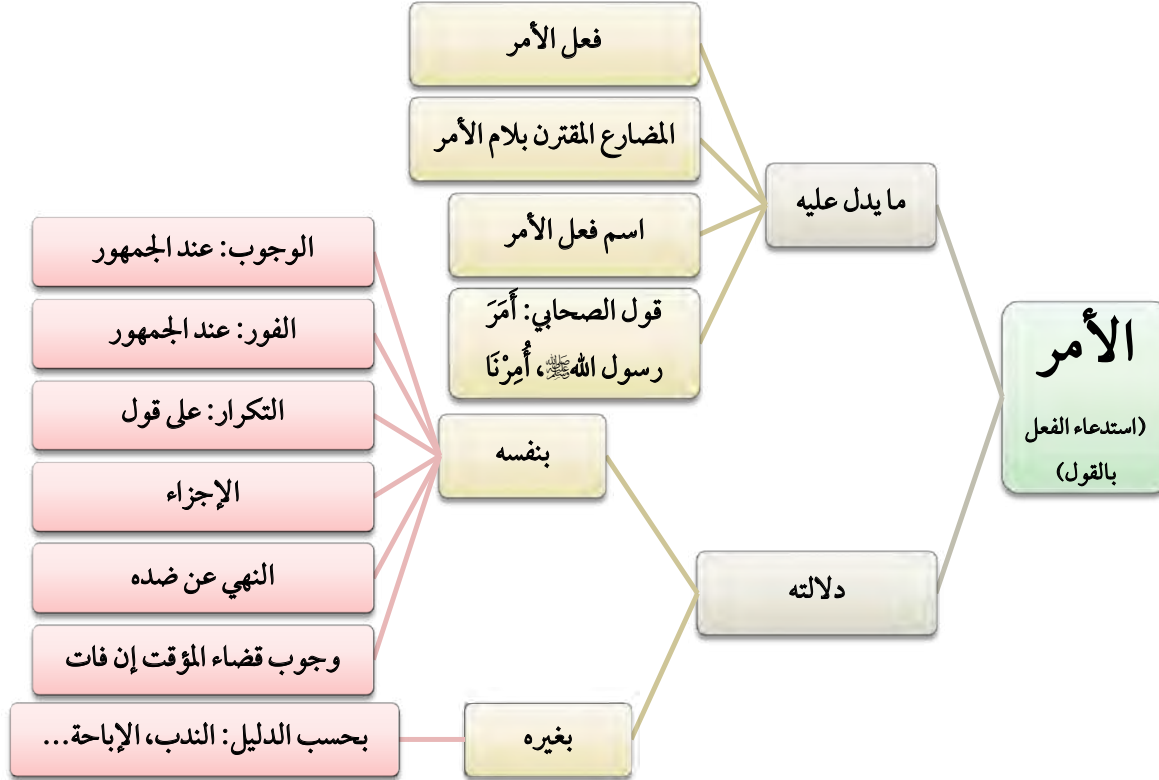 الأمر
(استدعاء الفعل
بالقول)
ما يدل عليه
فعل الأمر
المضارع المقترن بلام الأمر
اسم فعل الأمر
قول الصحابي: أَمَرَ
رسول اللهﷺ، أُمِرْنَا
دلالته
بنفسه
الوجوب: عند الجمهور
الفور: عند الجمهور
التكرار: على قول
الإجزاء
النهي عن ضده
وجوب قضاء المؤقت إن فات
بغيره
بحسب الدليل: الندب، الإباحة...